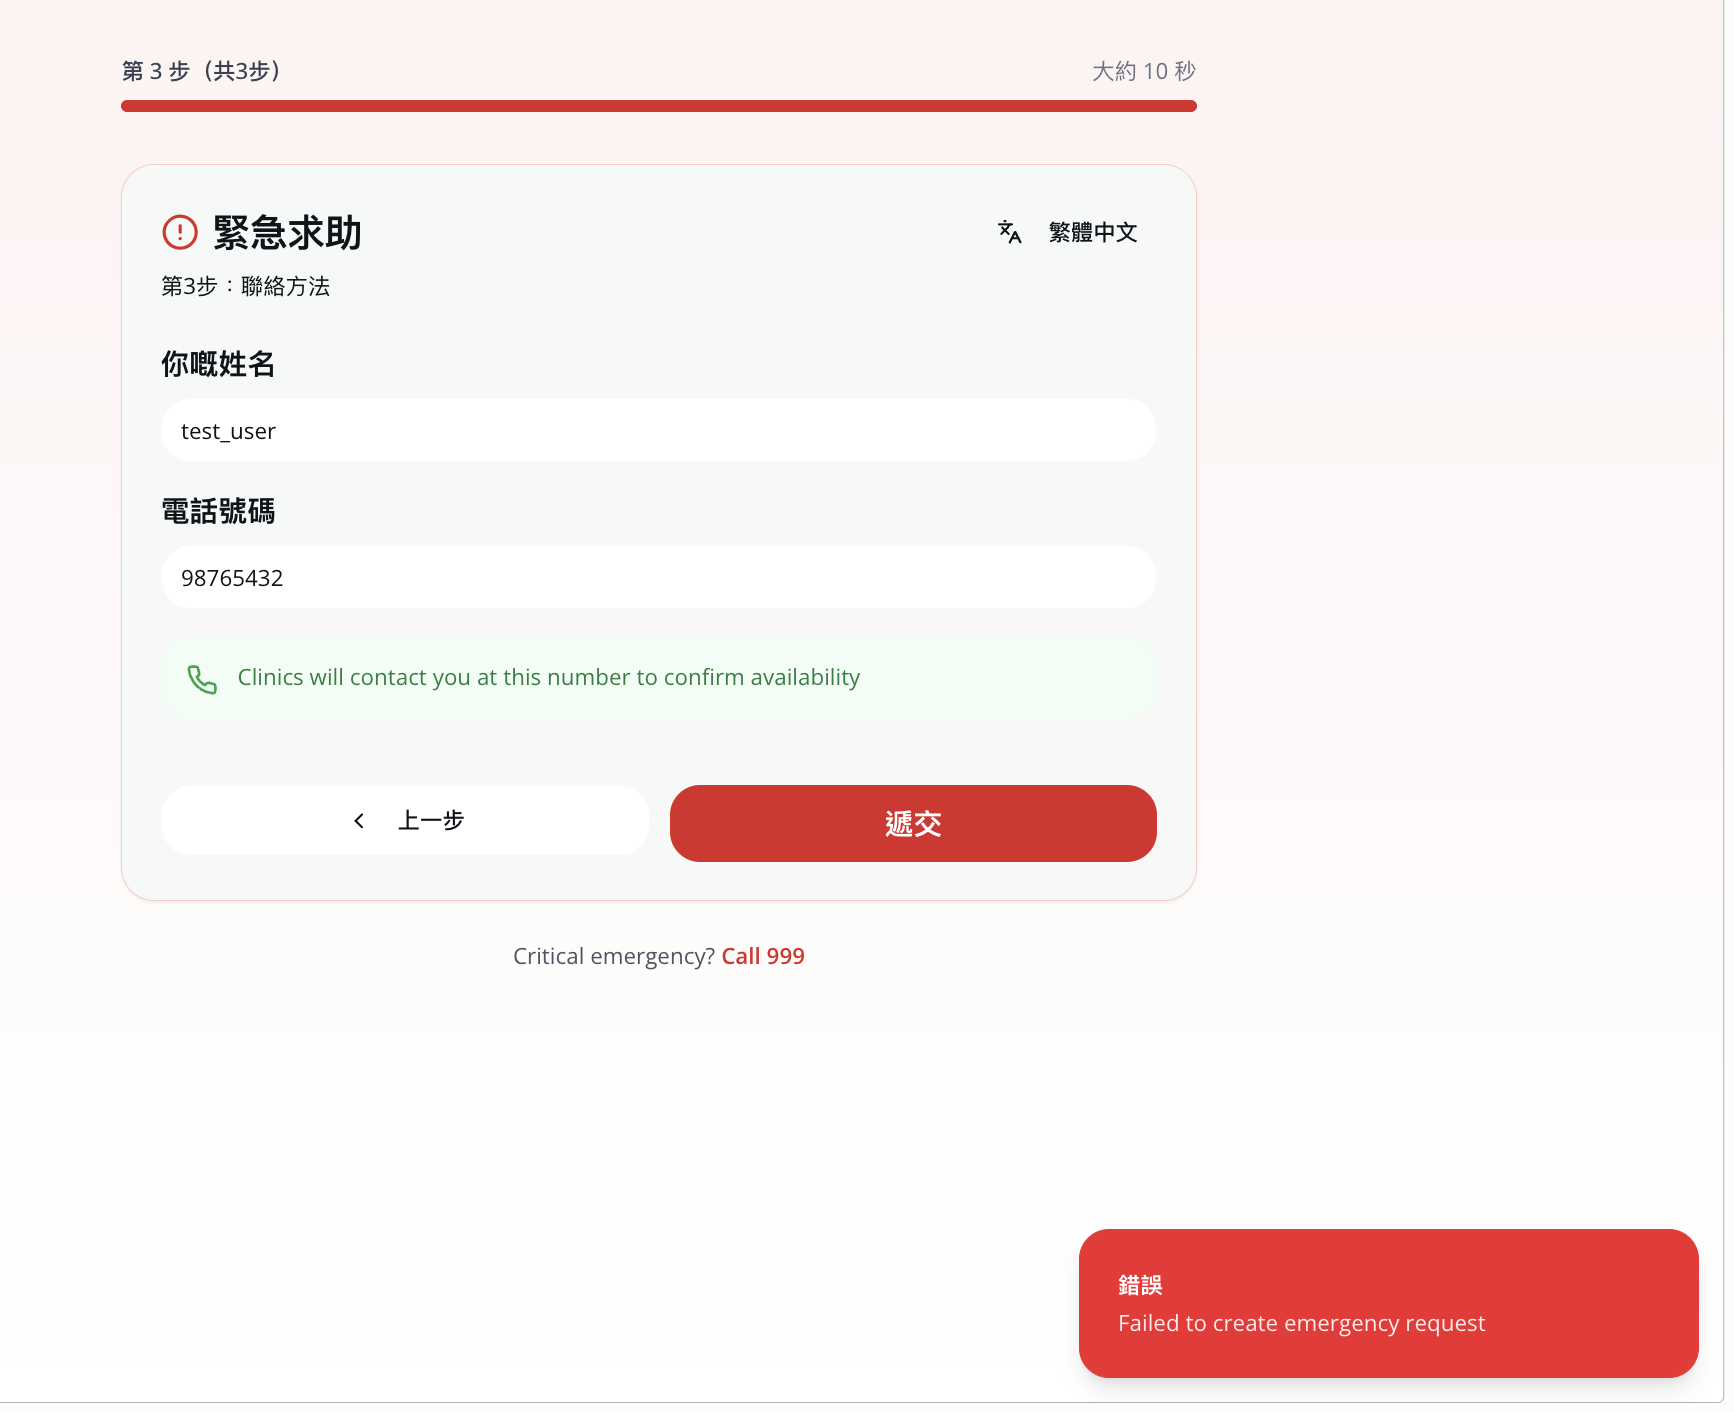 第 3 步（共3步）
大約 10 秒
緊急求助
繁體中文
第3步：聯絡方法
你嘅姓名
test_user
電話號碼
98765432
Clinics will contact you at this number to confirm availability
上一步
遞交
Critical emergency? Call 999
錯誤
Failed to create emergency request